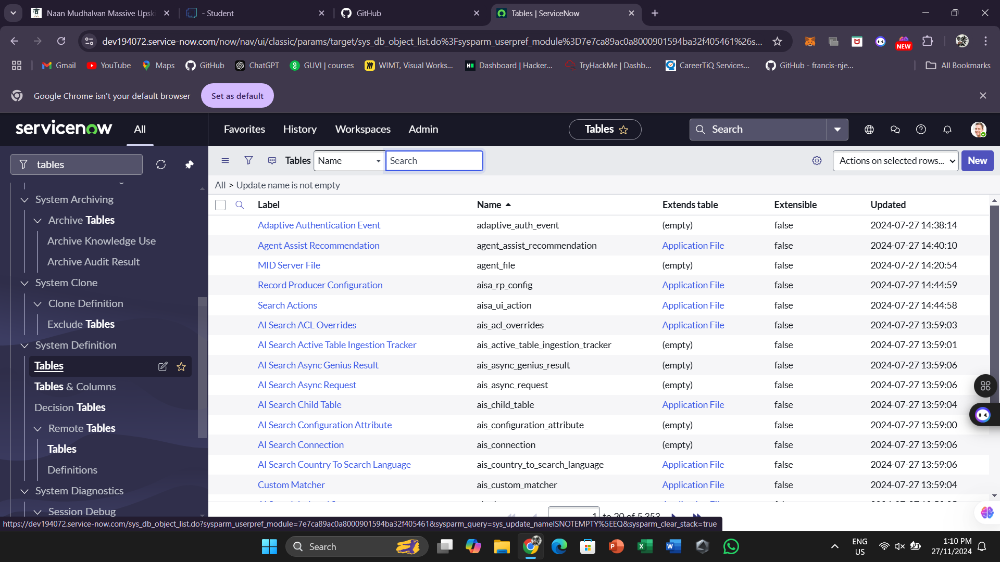 Naan Mudhalvan Massive Upsk
- Student
GitHub
Tables | ServiceNow
dev194072.service-now.com/now/nav/ui/classic/params/target/sys_db_object_list.do%3Fsysparm_userpref_module%3D7e7ca89ac0a8000901594ba32f405461%26s...
NEW
Gmail
YouTube
Maps
GitHub
ChatGPT
GUVI | courses
WIMT, Visual Works...
Dashboard | Hacker...
TryHackMe | Dashb...
CareerTiQ Services...
GitHub - francis-nje...
All Bookmarks
Google Chrome isn't your default browser
Set as default
servicenow
All
Favorites
History
Workspaces
Admin
Tables
Search
tables
System Archiving
Archive Tables
Archive Knowledge Use
Archive Audit Result
System Clone
Clone Definition
Exclude Tables
System Definition
Tables
Tables & Columns
Decision Tables
Remote Tables
Tables
Definitions
System Diagnostics
Session Debug
Tables
Name
Search
Actions on selected rows...
New
All > Update name is not empty
Label Name Extends table Extensible Updated
Adaptive Authentication Event adaptive_auth_event (empty) false 2024-07-27 14:38:14
Agent Assist Recommendation agent_assist_recommendation Application File false 2024-07-27 14:40:10
MID Server File agent_file (empty) false 2024-07-27 14:20:54
Record Producer Configuration aisa_rp_config Application File false 2024-07-27 14:44:59
Search Actions aisa_ui_action Application File false 2024-07-27 14:44:58
AI Search ACL Overrides ais_acl_overrides Application File false 2024-07-27 13:59:03
AI Search Active Table Ingestion Tracker ais_active_table_ingestion_tracker (empty) false 2024-07-27 13:59:01
AI Search Async Genius Result ais_async_genius_result (empty) false 2024-07-27 13:59:06
AI Search Async Request ais_async_request (empty) false 2024-07-27 13:59:06
AI Search Child Table ais_child_table Application File false 2024-07-27 13:59:04
AI Search Configuration Attribute ais_configuration_attribute (empty) false 2024-07-27 13:59:00
AI Search Connection ais_connection (empty) false 2024-07-27 13:59:06
AI Search Country To Search Language ais_country_to_search_language Application File false 2024-07-27 13:59:06
Custom Matcher ais_custom_matcher Application File false 2024-07-27 13:59:04
1 to 20 of 5,353
https://dev194072.service-now.com/sys_db_object_list.do?sysparm_userpref_module=7e7ca89ac0a8000901594ba32f405461&sysparm_query=sys_update_nameISNOTEMPTY%5EEQ&sysparm_clear_stack=true
Search
ENG
US
1:10 PM
27/11/2024